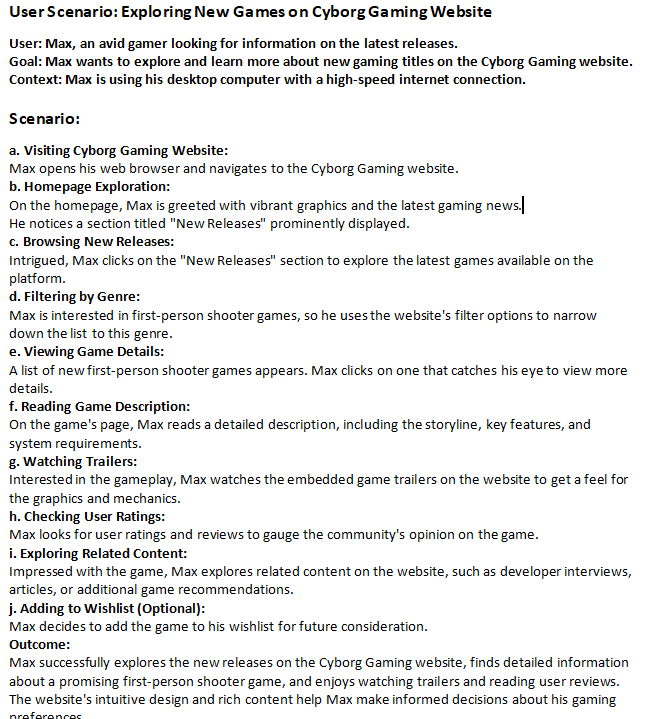 User Scenario: Exploring New Games on Cyborg Gaming Website
User: Max, an avid gamer looking for information on the latest releases.
Goal: Max wants to explore and learn more about new gaming titles on the Cyborg Gaming website.
Context: Max is using his desktop computer with a high-speed internet connection.
Scenario:
a. Visiting Cyborg Gaming Website:
Max opens his web browser and navigates to the Cyborg Gaming website.
b. Homepage Exploration:
On the homepage, Max is greeted with vibrant graphics and the latest gaming news.
He notices a section titled "New Releases" prominently displayed.
c. Browsing New Releases:
Intrigued, Max clicks on the "New Releases" section to explore the latest games available on the
platform.
d. Filtering by Genre:
Max is interested in first-person shooter games, so he uses the website's filter options to narrow
down the list to this genre.
e. Viewing Game Details:
A list of new first-person shooter games appears. Max clicks on one that catches his eye to view more
details.
f. Reading Game Description:
On the game's page, Max reads a detailed description, including the storyline, key features, and
system requirements.
g. Watching Trailers:
Interested in the gameplay, Max watches the embedded game trailers on the website to get a feel for
the graphics and mechanics.
h. Checking User Ratings:
Max looks for user ratings and reviews to gauge the community's opinion on the game.
i. Exploring Related Content:
Impressed with the game, Max explores related content on the website, such as developer interviews,
articles, or additional game recommendations.
j. Adding to Wishlist (Optional):
Max decides to add the game to his wishlist for future consideration.
Outcome:
Max successfully explores the new releases on the Cyborg Gaming website, finds detailed information
about a promising first-person shooter game, and enjoys watching trailers and reading user reviews.
The website's intuitive design and rich content help Max make informed decisions about his gaming
preferences